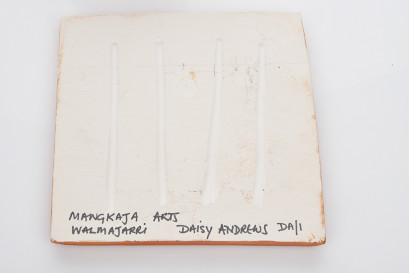 MANGKAJA ARTS
WALMAJARRI DAISY ANDREWS DA/1